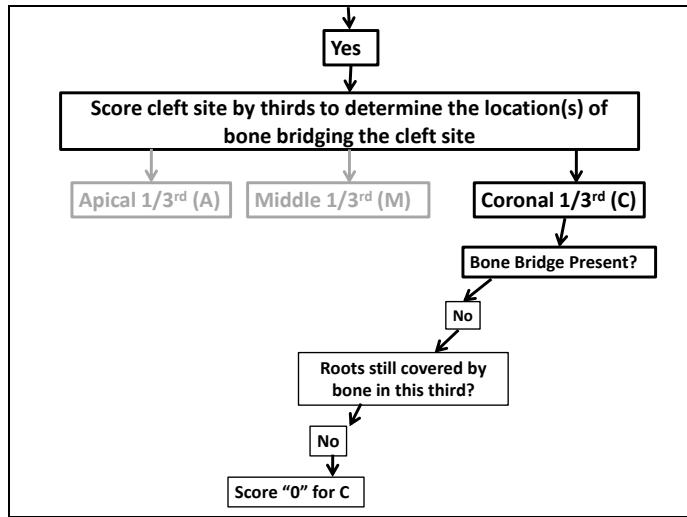 Yes
Score cleft site by thirds to determine the location(s) of
bone bridging the cleft site
Apical 1/3rd (A)
Middle 1/3rd (M)
Coronal 1/3rd (C)
Bone Bridge Present?
No
Roots still covered by
bone in this third?
No
Score “0” for C